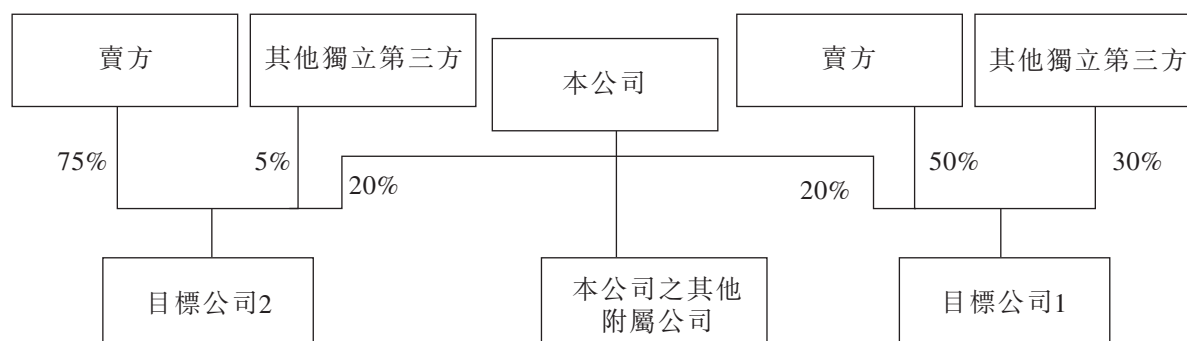 賣方
其他獨立第三方
本公司
賣方
其他獨立第三方
75%
5%
20%
20%
50%
30%
目標公司2
本公司之其他
附屬公司
目標公司1